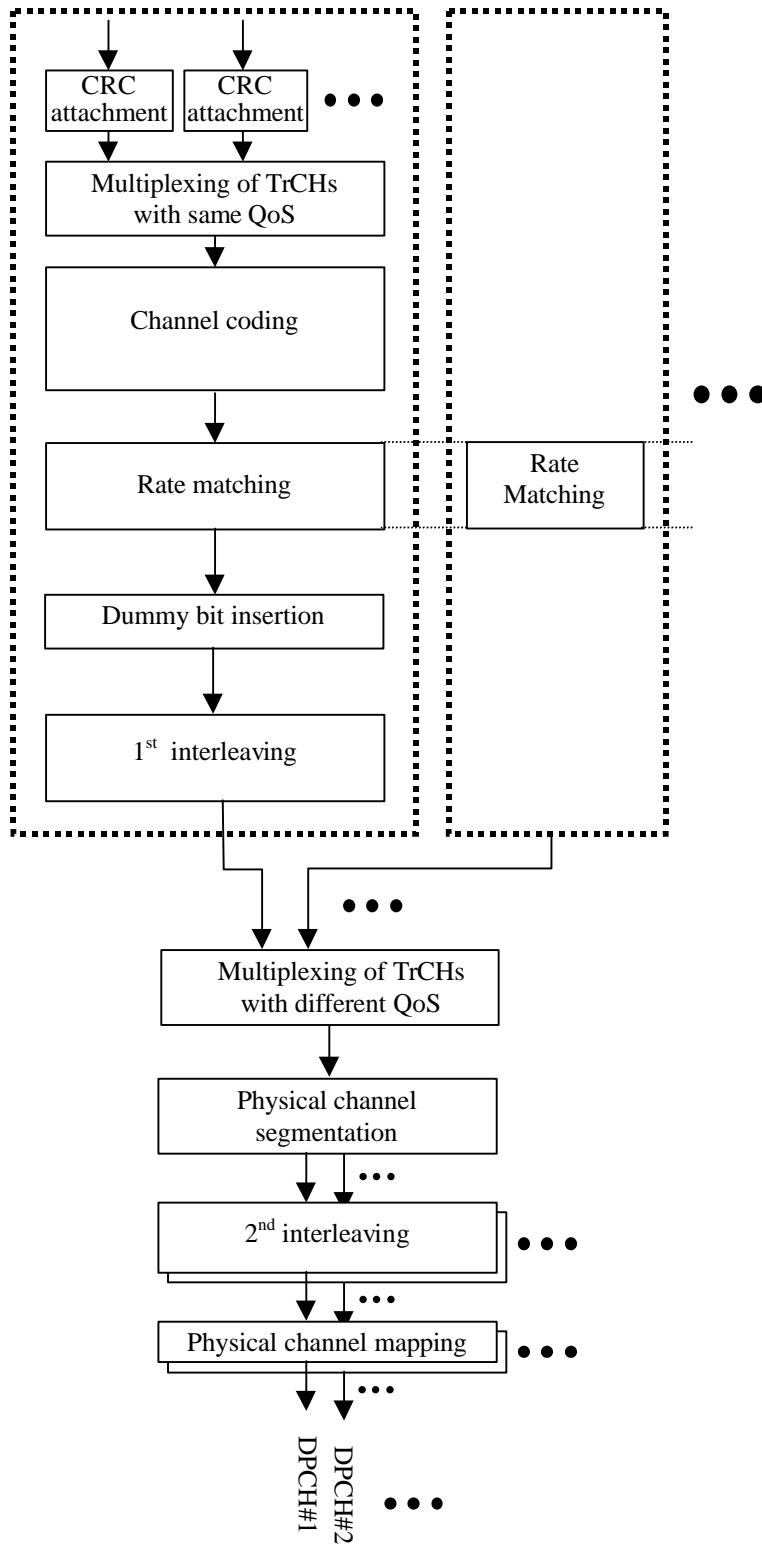 CRC
attachment
CRC
attachment
Multiplexing of TrCHs
with same QoS
Channel coding
Rate matching
Rate
Matching
Dummy bit insertion
1st interleaving
Multiplexing of TrCHs
with different QoS
Physical channel
segmentation
2nd interleaving
Physical channel mapping
DPCH#1
DPCH#2